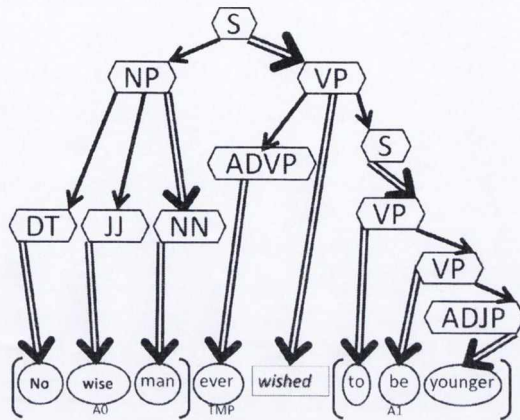 S
NP VP
ADVP S
DT JJ NN VP
VP
ADJP
[No wise man] ever wished [to be younger]
A0 TMP A1